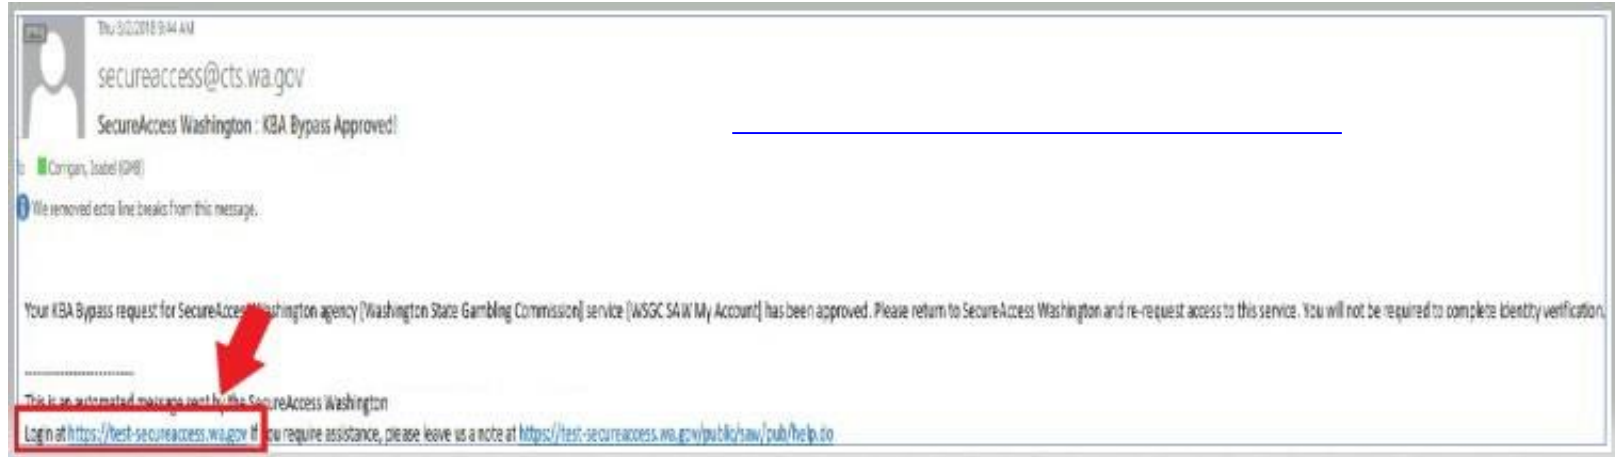 Thu 3/2/2018 9:44 AM
secureaccess@cts.wa.gov
SecureAccess Washington : KBA Bypass Approved!
To Corrigan, Isabel (GMB)
We removed extra line breaks from this message.
Your KBA Bypass request for SecureAccess Washington agency [Washington State Gambling Commission] service [WSGC SAW My Account] has been approved. Please return to SecureAccess Washington and re-request access to this service. You will not be required to complete identity verification.
-------------------------
This is an automated message sent by the SecureAccess Washington
Login at https://test-secureaccess.wa.gov If you require assistance, please leave us a note at https://test-secureaccess.wa.gov/public/saw/pub/help.do